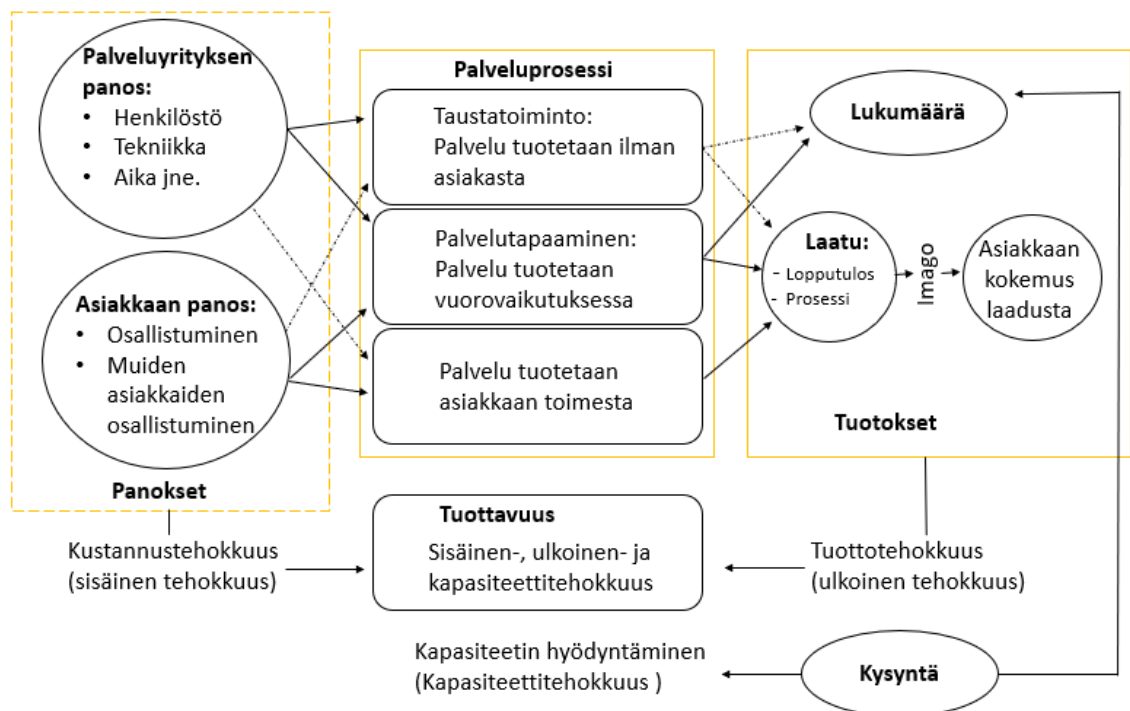 Palveluyrityksen
panos:
• Henkilöstö
• Tekniikka
• Aika jne.
Asiakkaan panos:
• Osallistuminen
• Muiden
asiakkaiden
osallistuminen
Panokset
Palveluprosessi
Taustatoiminto:
Palvelu tuotetaan ilman
asiakasta
Palvelutapaaminen:
Palvelu tuotetaan
vuorovaikutuksessa
Palvelu tuotetaan
asiakkaan toimesta
Lukumäärä
Laatu:
- Lopputulos
- Prosessi
Imago
Asiakkaan
kokemus
laadusta
Tuotokset
Kustannustehokkuus
(sisäinen tehokkuus)
Tuottavuus
Sisäinen-, ulkoinen- ja
kapasiteettitehokkuus
Tuottotehokkuus
(ulkoinen tehokkuus)
Kapasiteetin hyödyntäminen
(Kapasiteettitehokkuus )
Kysyntä